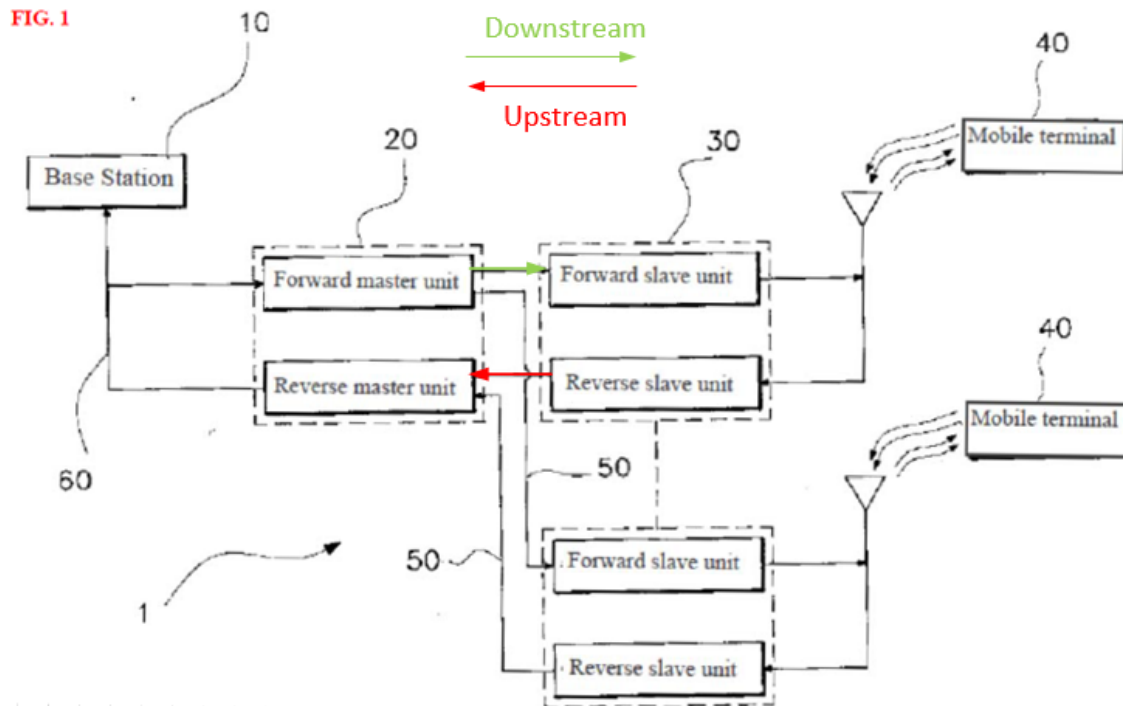 FIG. 1
Downstream
Upstream
10
20
30
40
Base Station
Mobile terminal
Forward master unit
Forward slave unit
Reverse master unit
Reverse slave unit
40
Mobile terminal
60
50
50
Forward slave unit
1
Reverse slave unit